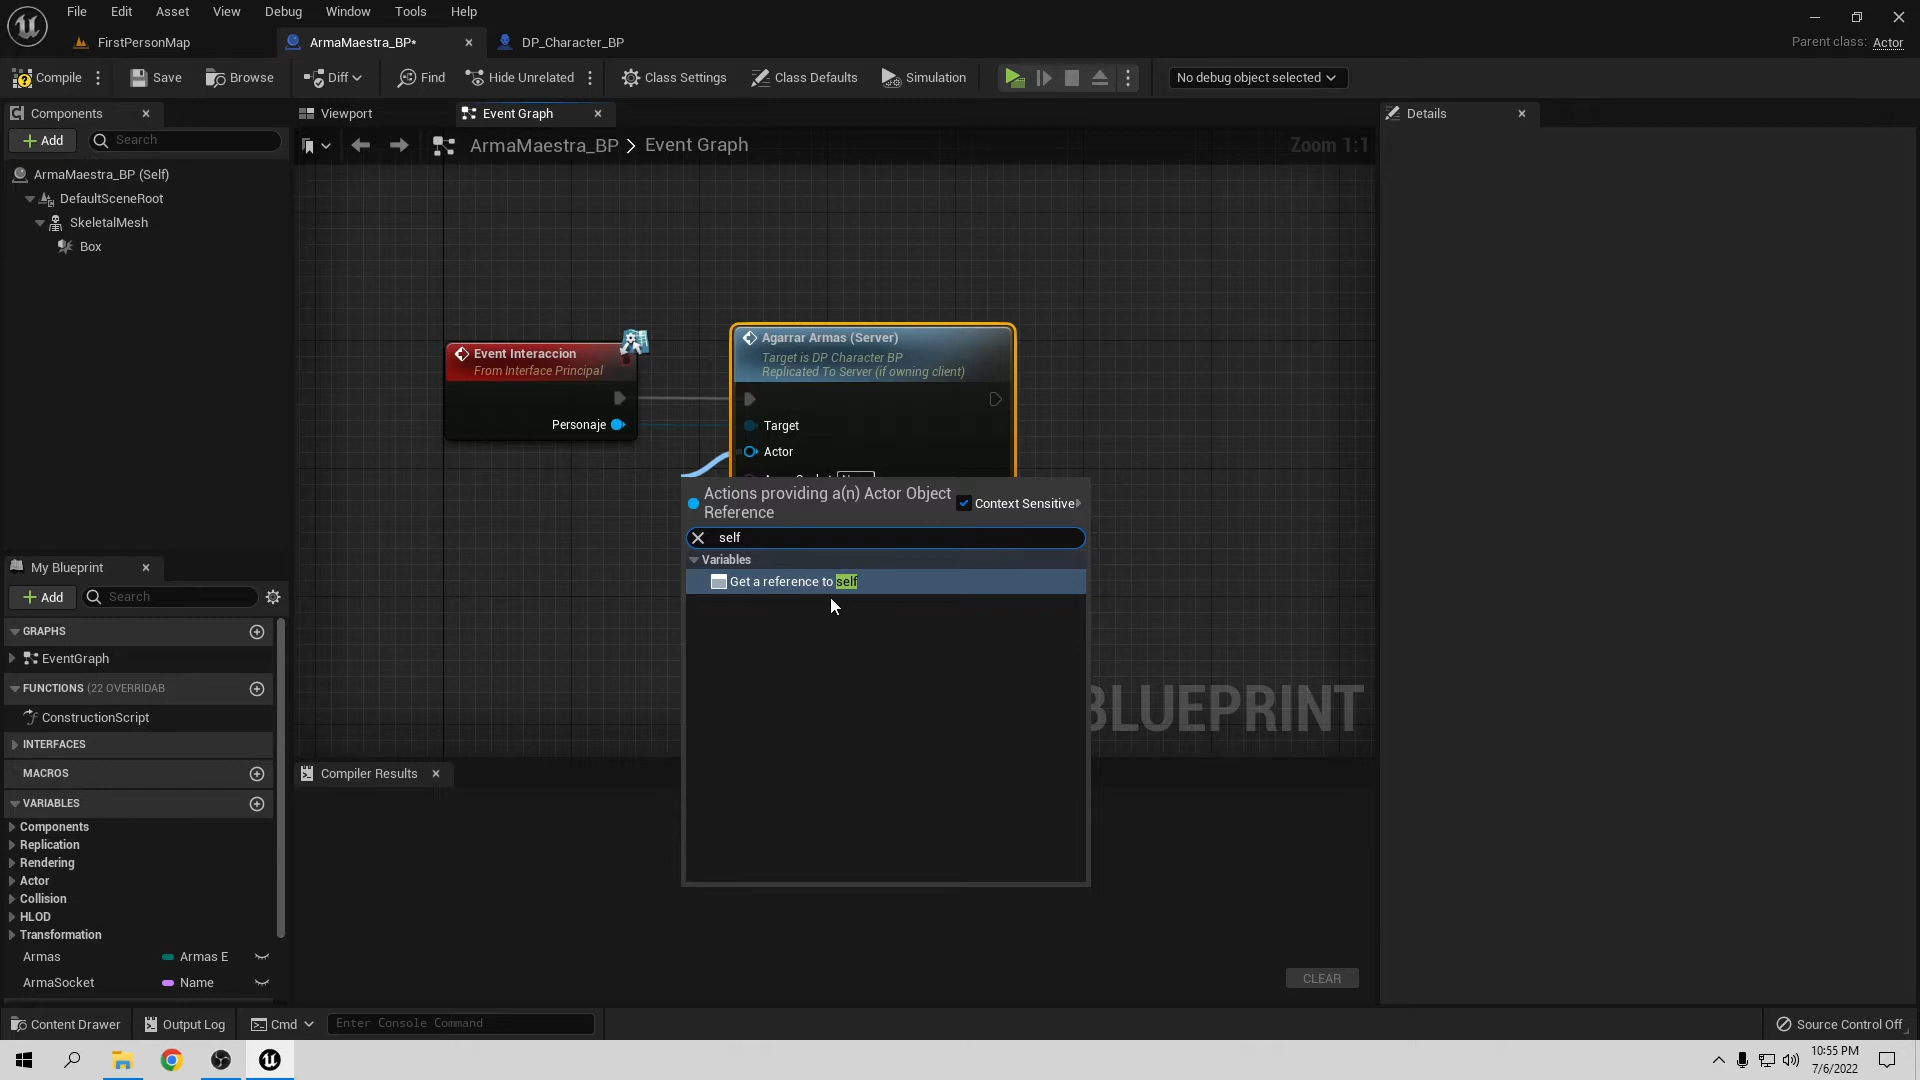 File Edit Asset View Debug Window Tools Help
FirstPersonMap ArmaMaestra_BP* DP_Character_BP
Parent class: Actor
Compile Save Browse Diff Find Hide Unrelated Class Settings Class Defaults Simulation No debug object selected
Components Viewport Event Graph Details
Add Search
ArmaMaestra_BP > Event Graph Zoom 1:1
ArmaMaestra_BP (Self)
DefaultSceneRoot
SkeletalMesh
Box
Event Interaccion
From Interface Principal
Personaje
Agarrar Armas (Server)
Target is DP Character BP
Replicated To Server (if owning client)
Target
Actor
Actions providing a(n) Actor Object
Reference
Context Sensitive
self
Variables
Get a reference to self
BLUEPRINT
My Blueprint
Add Search
GRAPHS
EventGraph
FUNCTIONS (22 OVERRIDAB
ConstructionScript
INTERFACES
MACROS
VARIABLES
Components
Replication
Rendering
Actor
Collision
HLOD
Transformation
Armas Armas E
ArmaSocket Name
Compiler Results
CLEAR
Content Drawer Output Log Cmd Enter Console Command Source Control Off
10:55 PM
7/6/2022